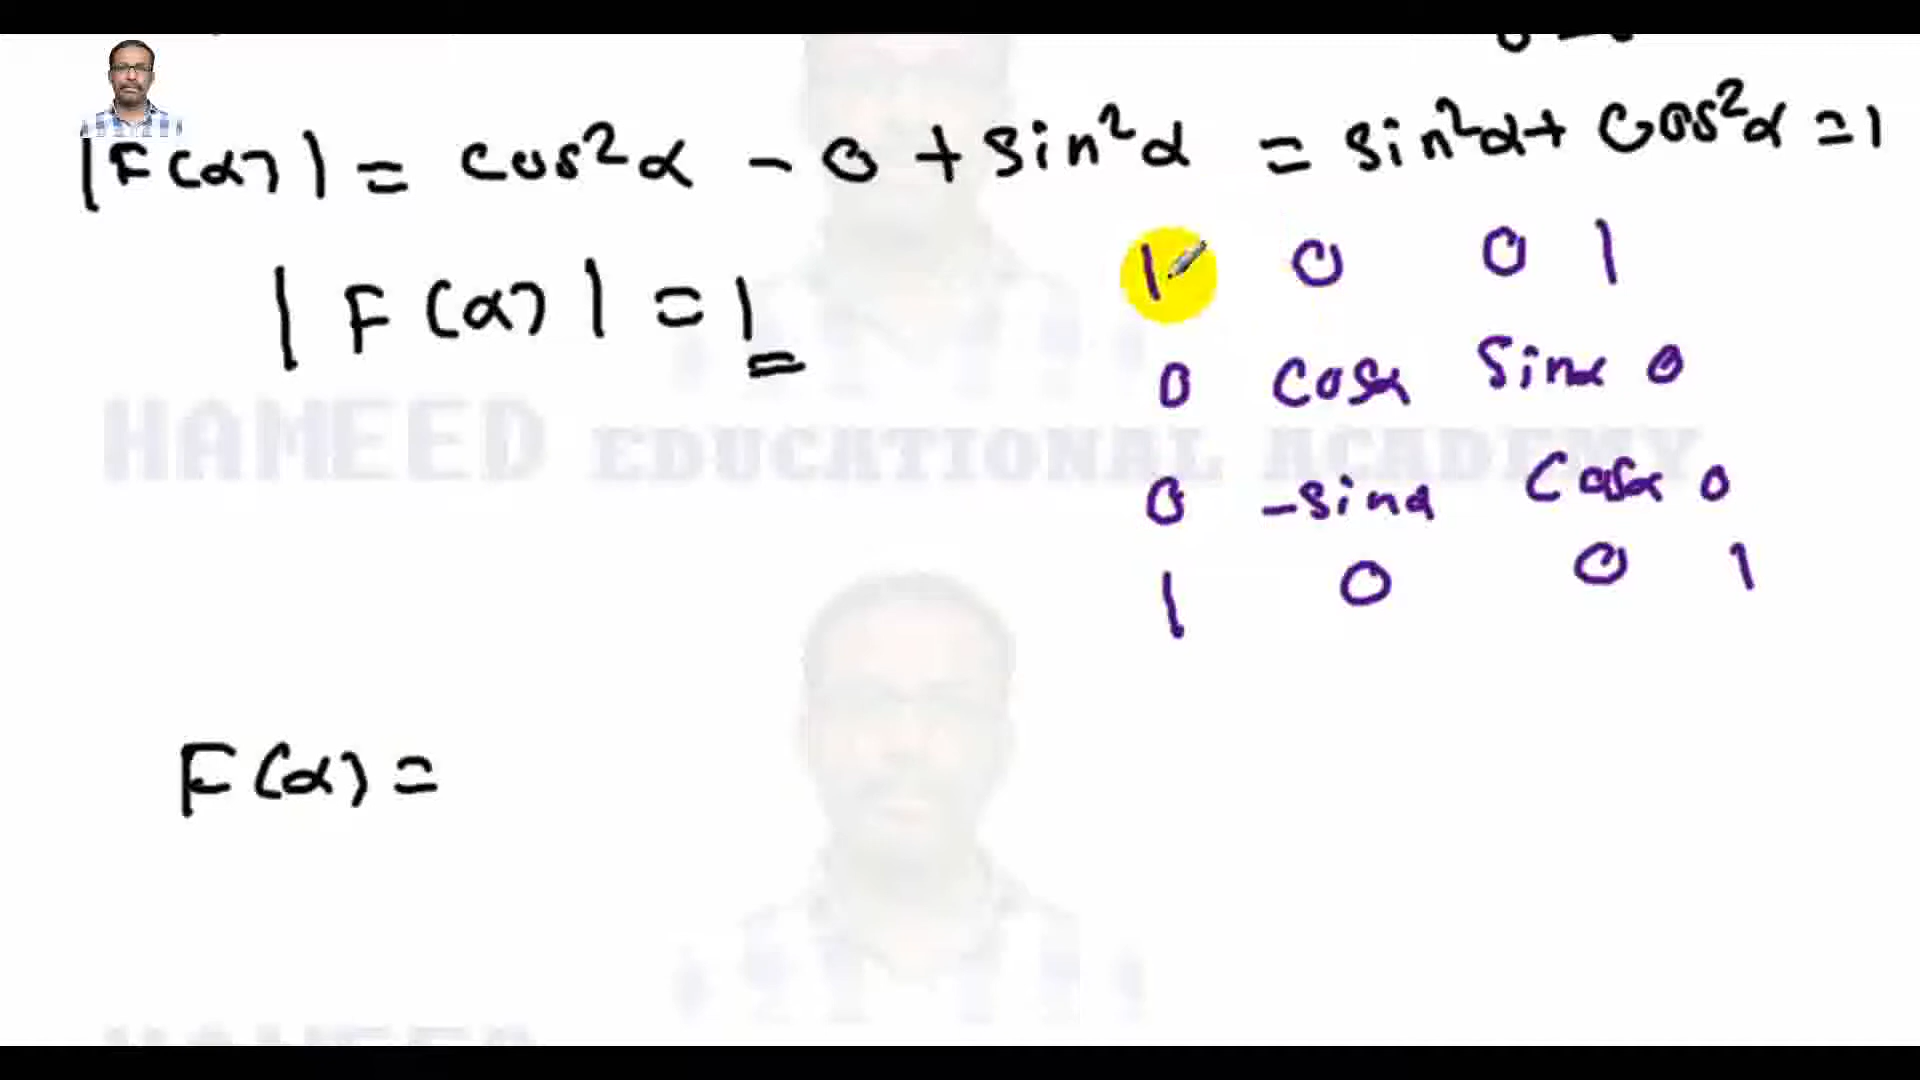 |F(α)| = cos²α - 0 + sin²α = sin²α + cos²α = 1
|F(α)| = 1
1 0 0 1
0 cosα sinα 0
0 -sinα cosα 0
1 0 0 1
HAMEED EDUCATIONAL ACADEMY
F(α) =